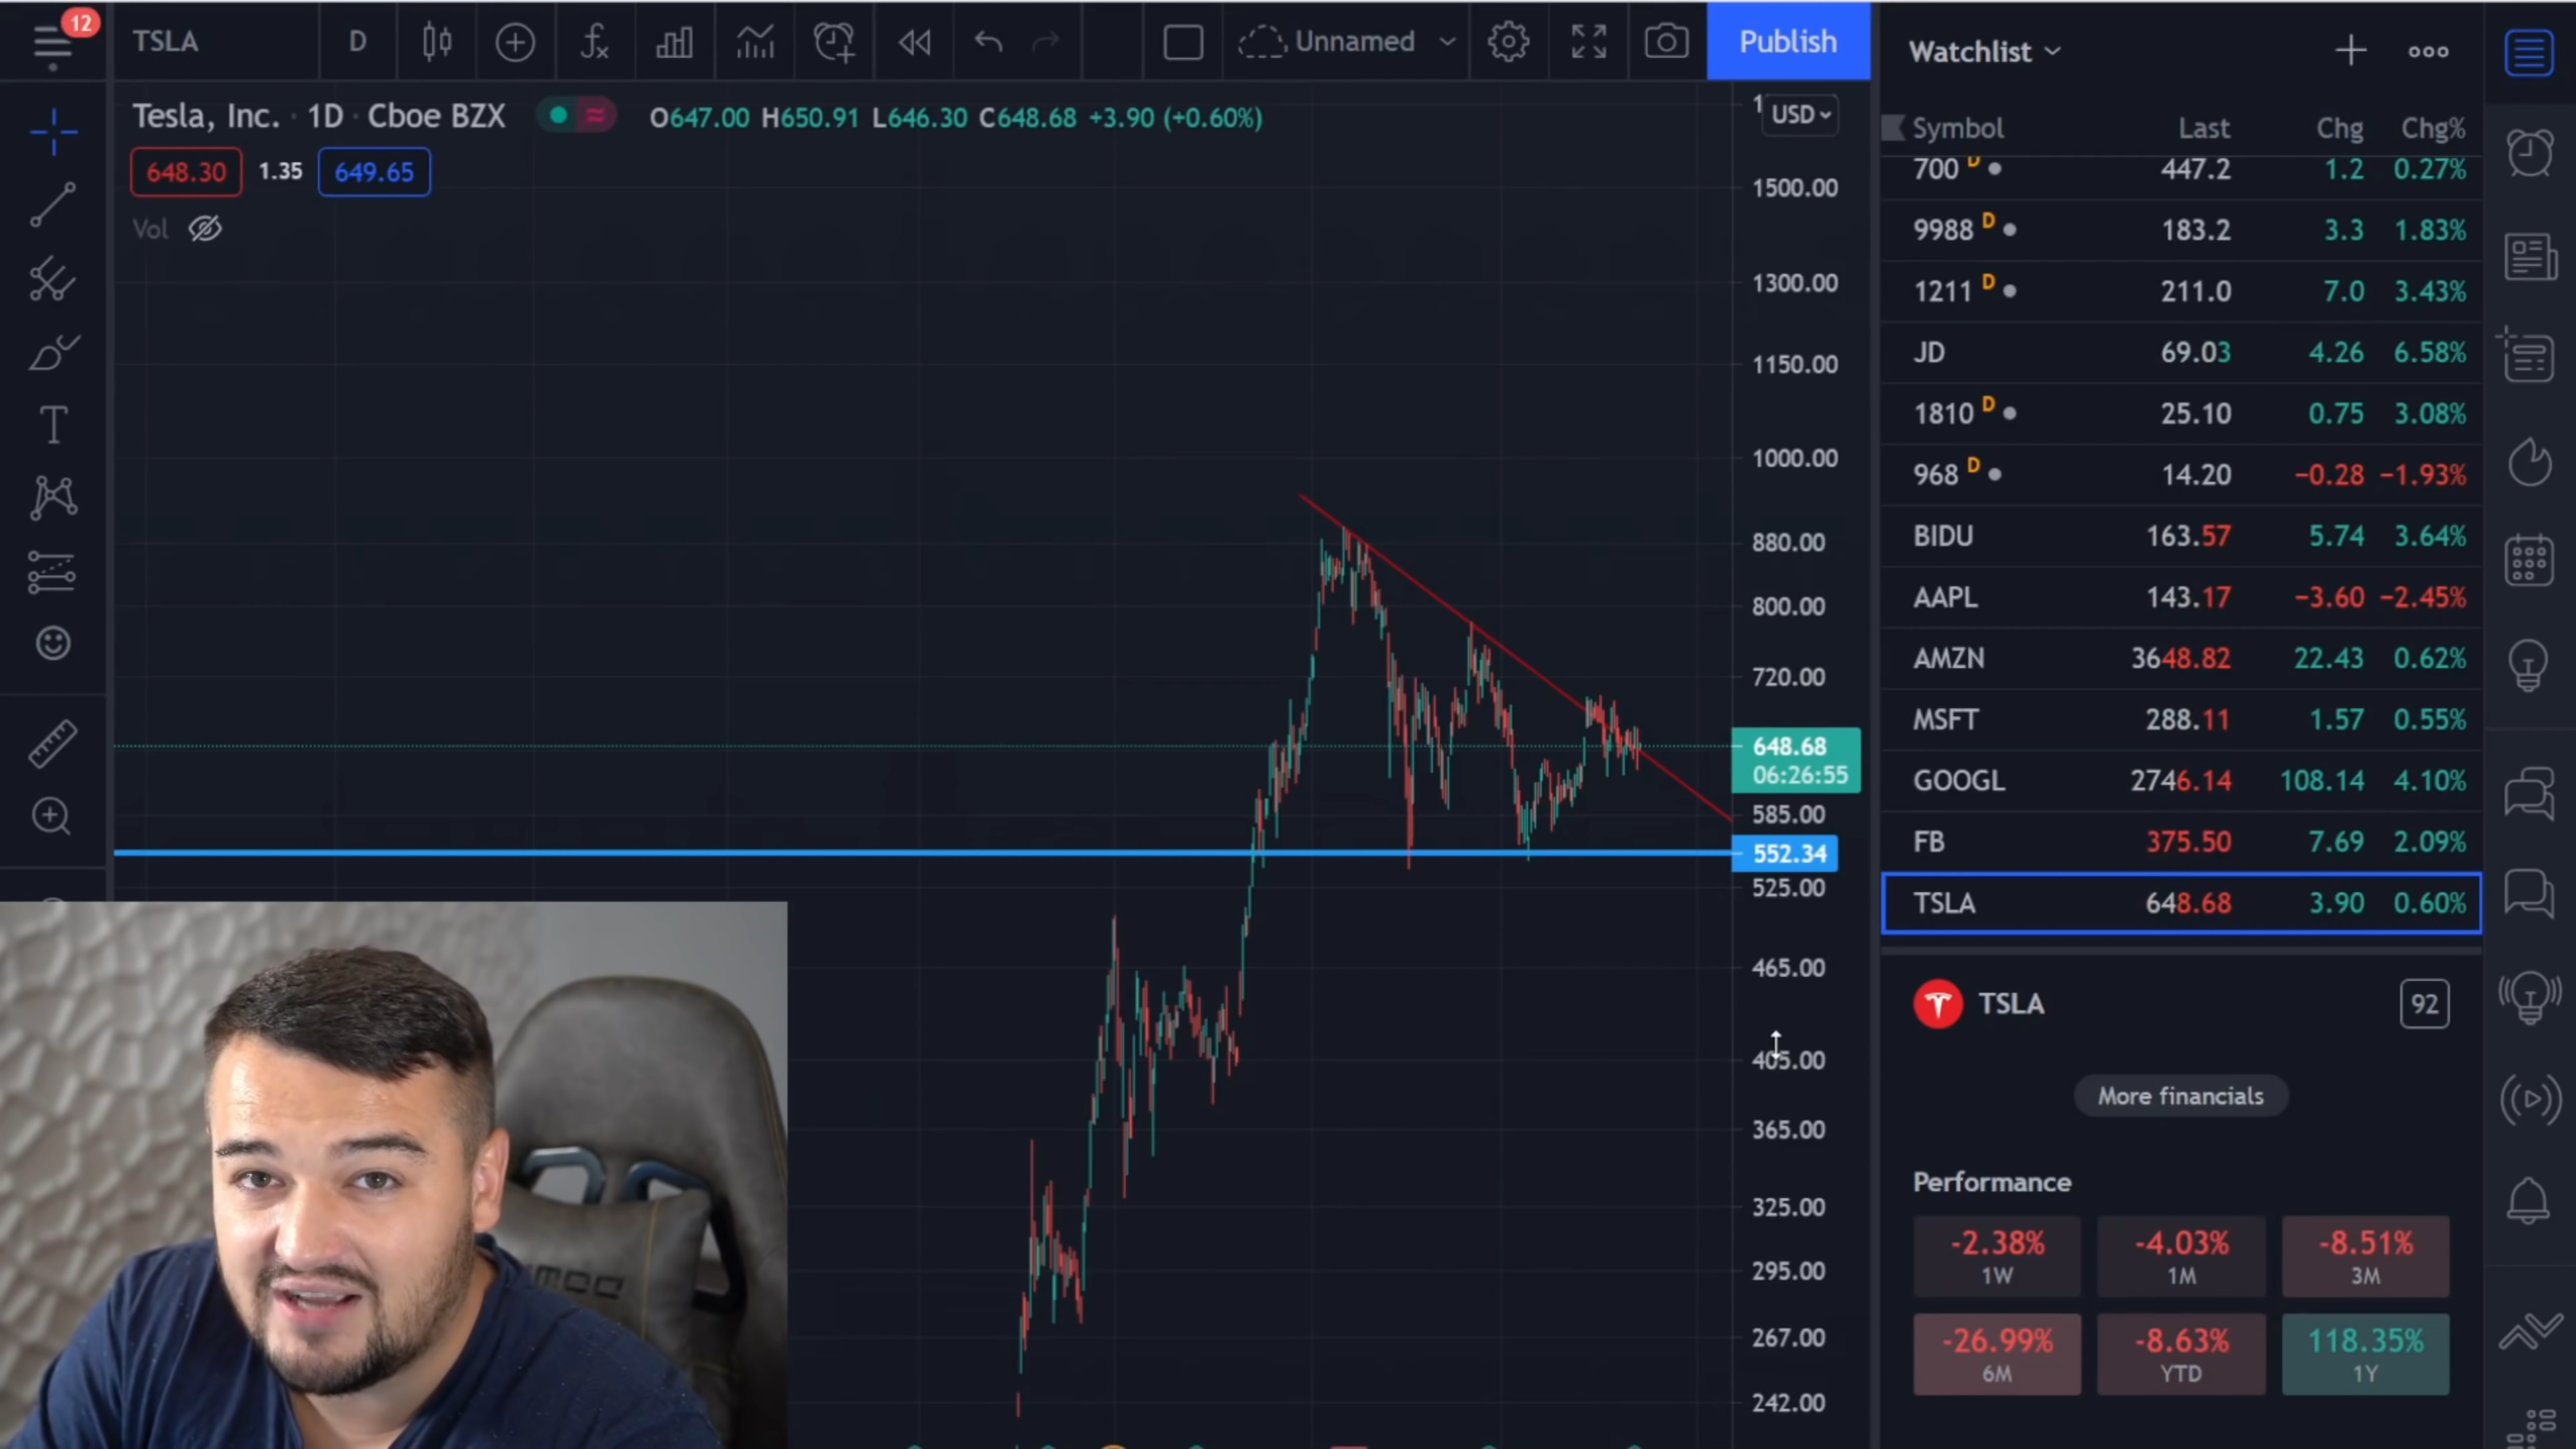 12
TSLA D Unnamed Publish
Tesla, Inc. · 1D · Cboe BZX O647.00 H650.91 L646.30 C648.68 +3.90 (+0.60%)
648.30 1.35 649.65
Vol
USD
1500.00
1300.00
1150.00
1000.00
880.00
800.00
720.00
648.68
06:26:55
585.00
552.34
525.00
465.00
405.00
365.00
325.00
295.00
267.00
242.00
Watchlist
Symbol Last Chg Chg%
700 D 447.2 1.2 0.27%
9988 D 183.2 3.3 1.83%
1211 D 211.0 7.0 3.43%
JD 69.03 4.26 6.58%
1810 D 25.10 0.75 3.08%
968 D 14.20 −0.28 −1.93%
BIDU 163.57 5.74 3.64%
AAPL 143.17 −3.60 −2.45%
AMZN 3648.82 22.43 0.62%
MSFT 288.11 1.57 0.55%
GOOGL 2746.14 108.14 4.10%
FB 375.50 7.69 2.09%
TSLA 648.68 3.90 0.60%
TSLA 92
More financials
Performance
-2.38% -4.03% -8.51%
1W 1M 3M
-26.99% -8.63% 118.35%
6M YTD 1Y